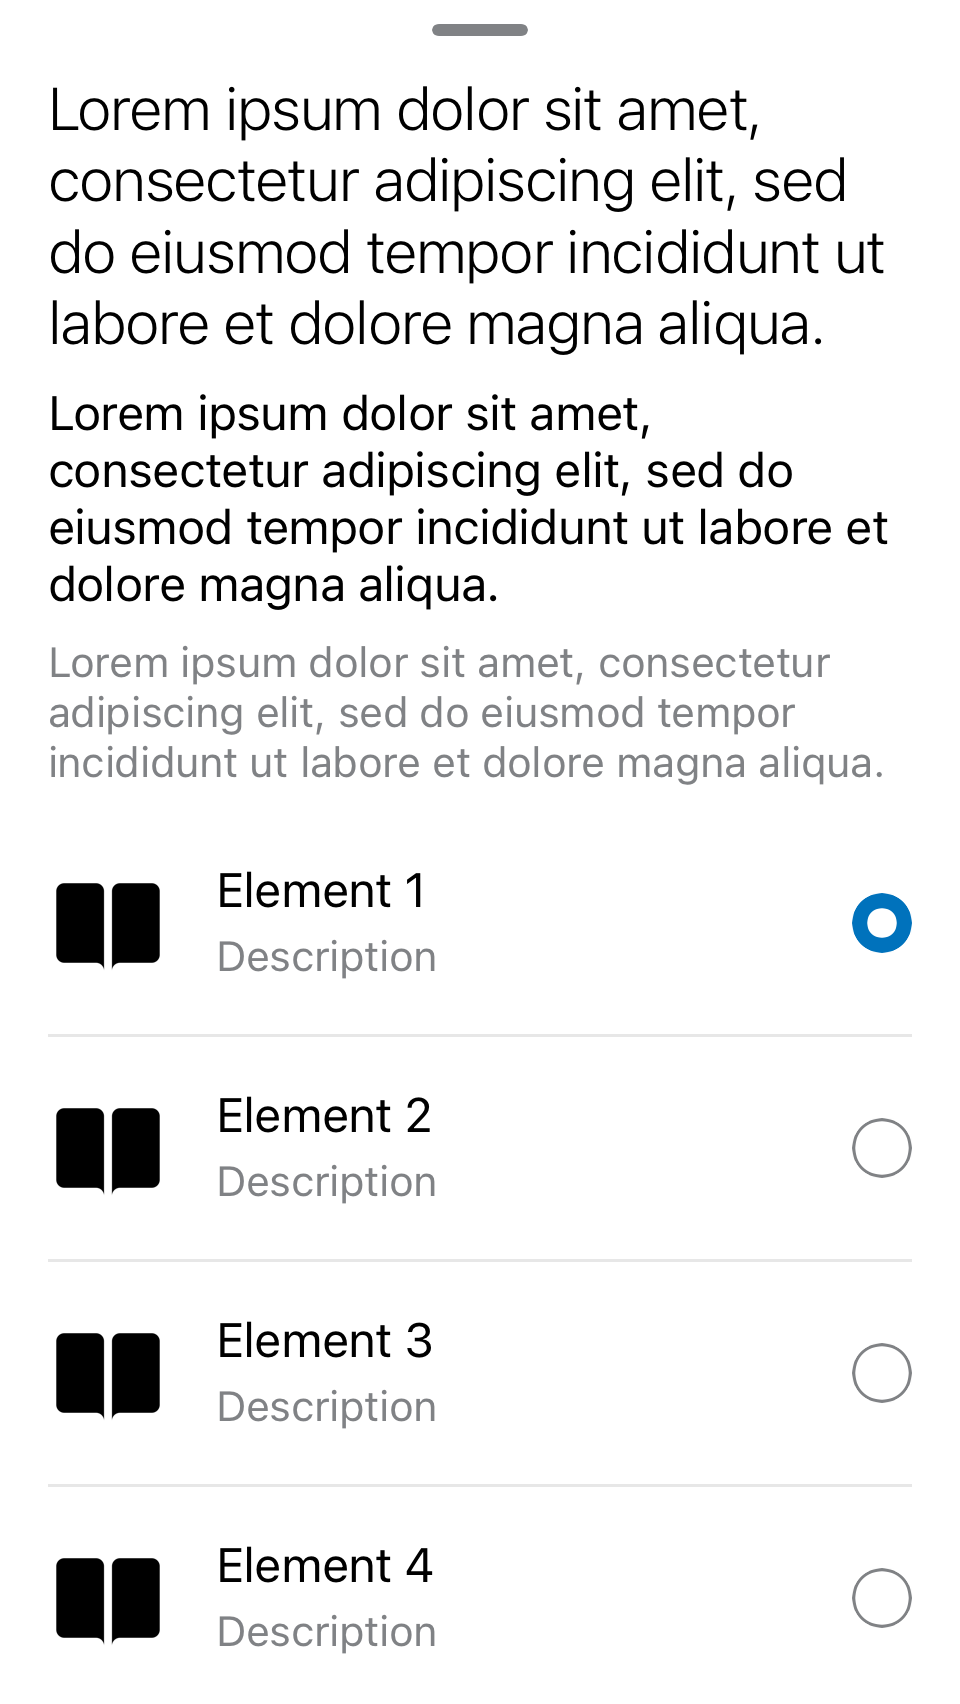 Lorem ipsum dolor sit amet,
consectetur adipiscing elit, sed
do eiusmod tempor incididunt ut
labore et dolore magna aliqua.
Lorem ipsum dolor sit amet,
consectetur adipiscing elit, sed do
eiusmod tempor incididunt ut labore et
dolore magna aliqua.
Lorem ipsum dolor sit amet, consectetur
adipiscing elit, sed do eiusmod tempor
incididunt ut labore et dolore magna aliqua.
Element 1
Description
Element 2
Description
Element 3
Description
Element 4
Description